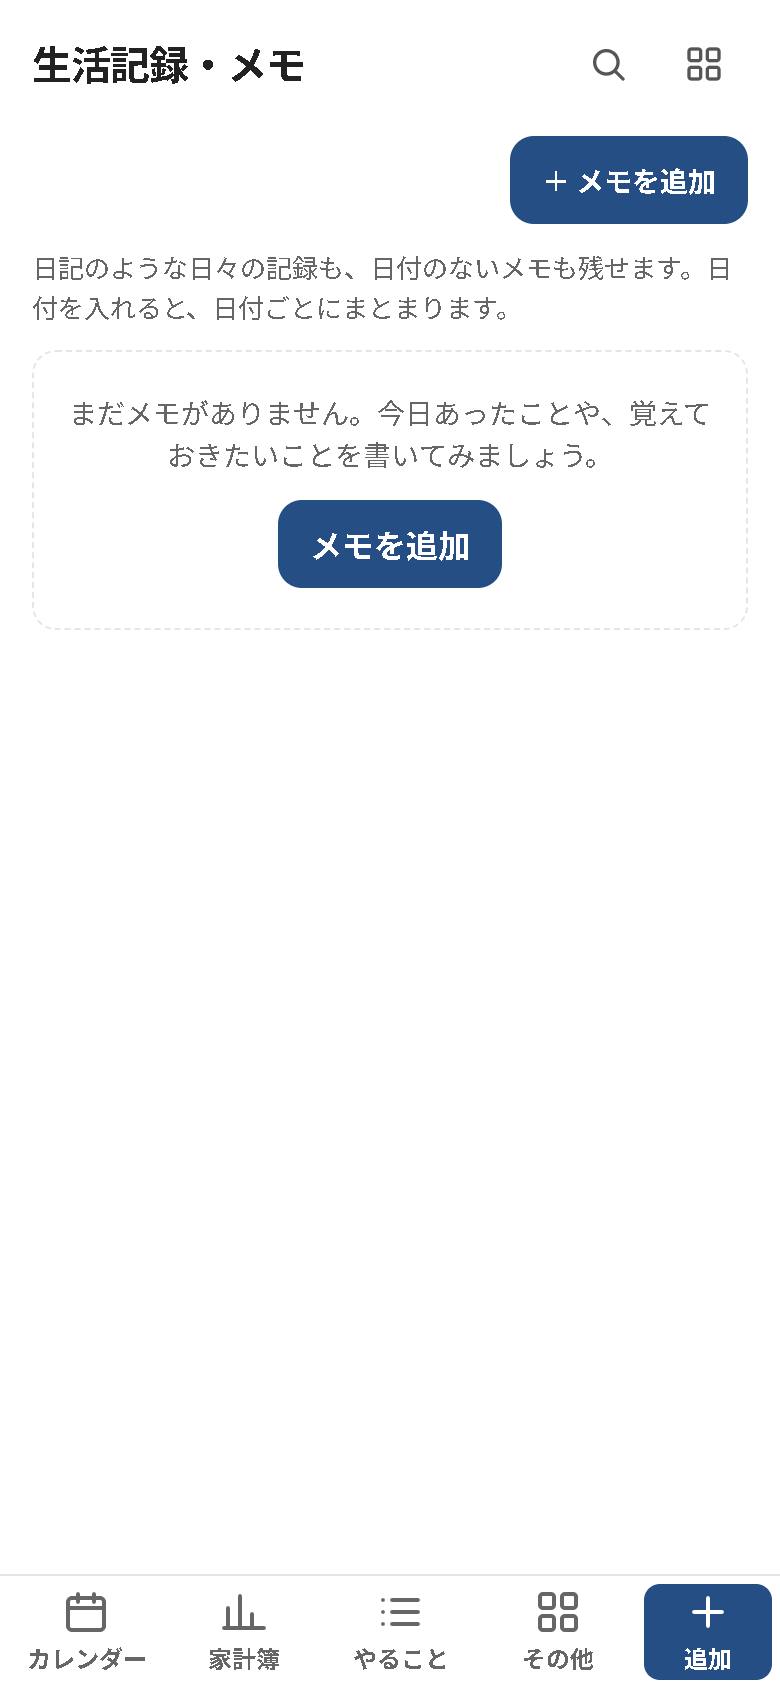 生活記録・メモ
＋ メモを追加
日記のような日々の記録も、日付のないメモも残せます。日
付を入れると、日付ごとにまとまります。
まだメモがありません。今日あったことや、覚えて
おきたいことを書いてみましょう。
メモを追加
カレンダー
家計簿
やること
その他
追加